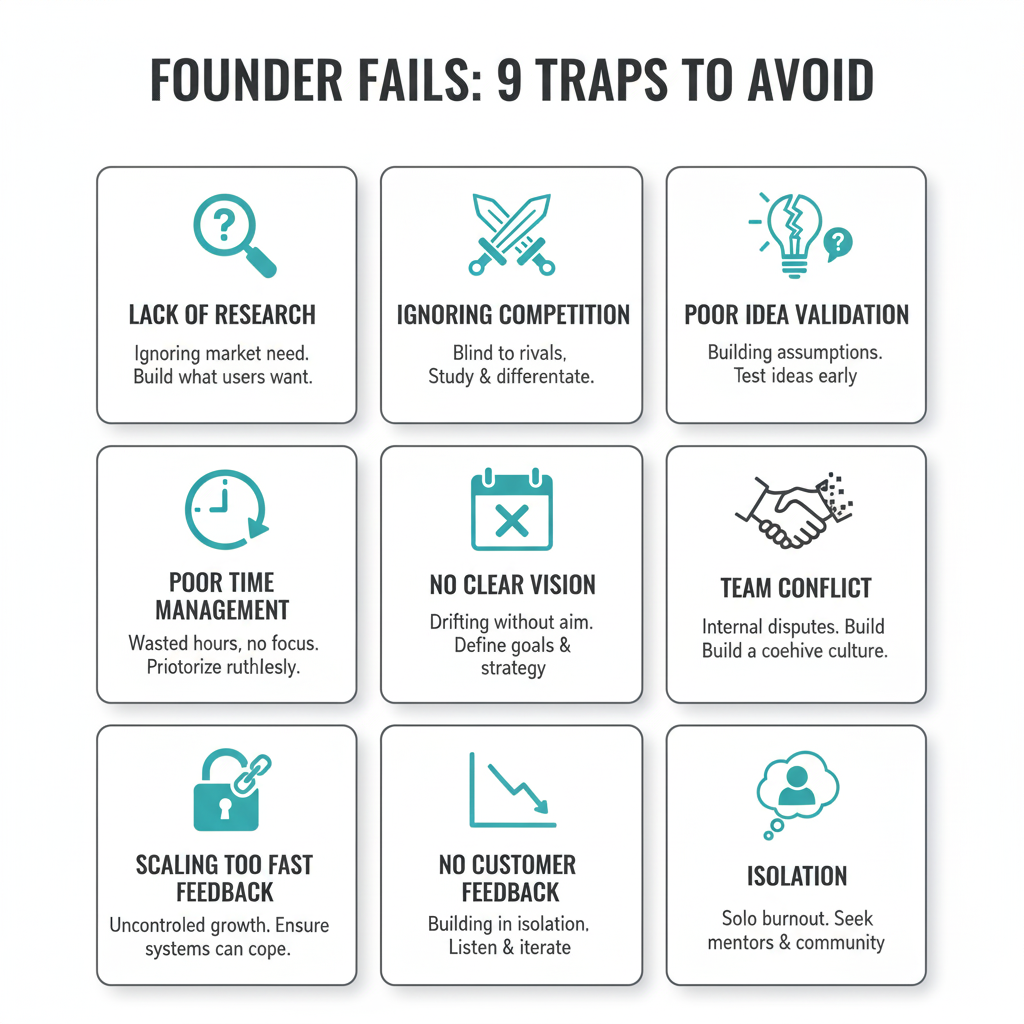 FOUNDER FAILS: 9 TRAPS TO AVOID
?
LACK OF RESEARCH
Ignoring market need.
Build what users want.
IGNORING COMPETITION
Blind to rivals,
Study & differentate.
?
POOR IDEA VALIDATION
Building assumptions.
Test ideas early
POOR TIME
MANAGEMENT
Wasted hours, no focus.
Priotorize ruthlesly.
NO CLEAR VISION
Drifting without aim.
Define goals &
strategy
TEAM CONFLICT
Internal disputes. Build
Build a coehive culture.
SCALING TOO FAST
FEEDBACK
Uncontroled growth. Ensure
systems can cope.
NO CUSTOMER
FEEDBACK
Building in isolation.
Listen & iterate
ISOLATION
Solo burnout. Seek
mentors & community